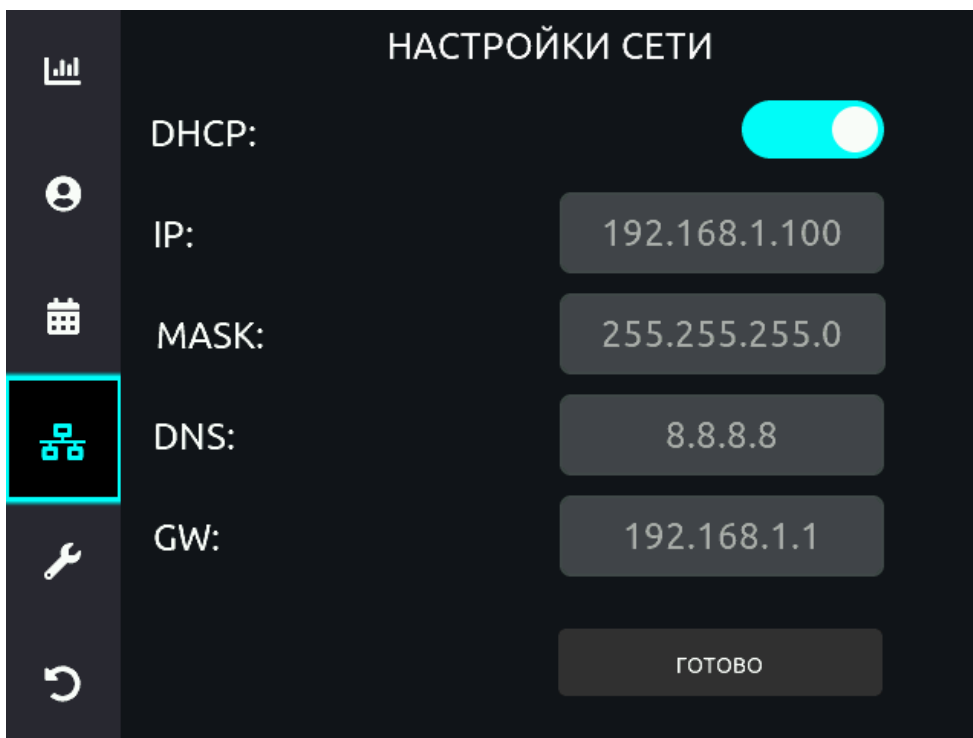 НАСТРОЙКИ СЕТИ
DHCP:
IP: 192.168.1.100
MASK: 255.255.255.0
DNS: 8.8.8.8
GW: 192.168.1.1
ГОТОВО